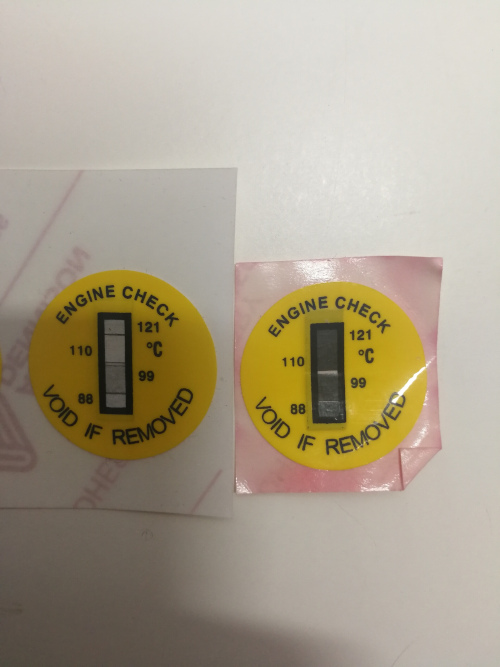 ENGINE CHECK
121
110
°C
99
88
VOID IF REMOVED
ENGINE CHECK
121
110
°C
99
88
VOID IF REMOVED